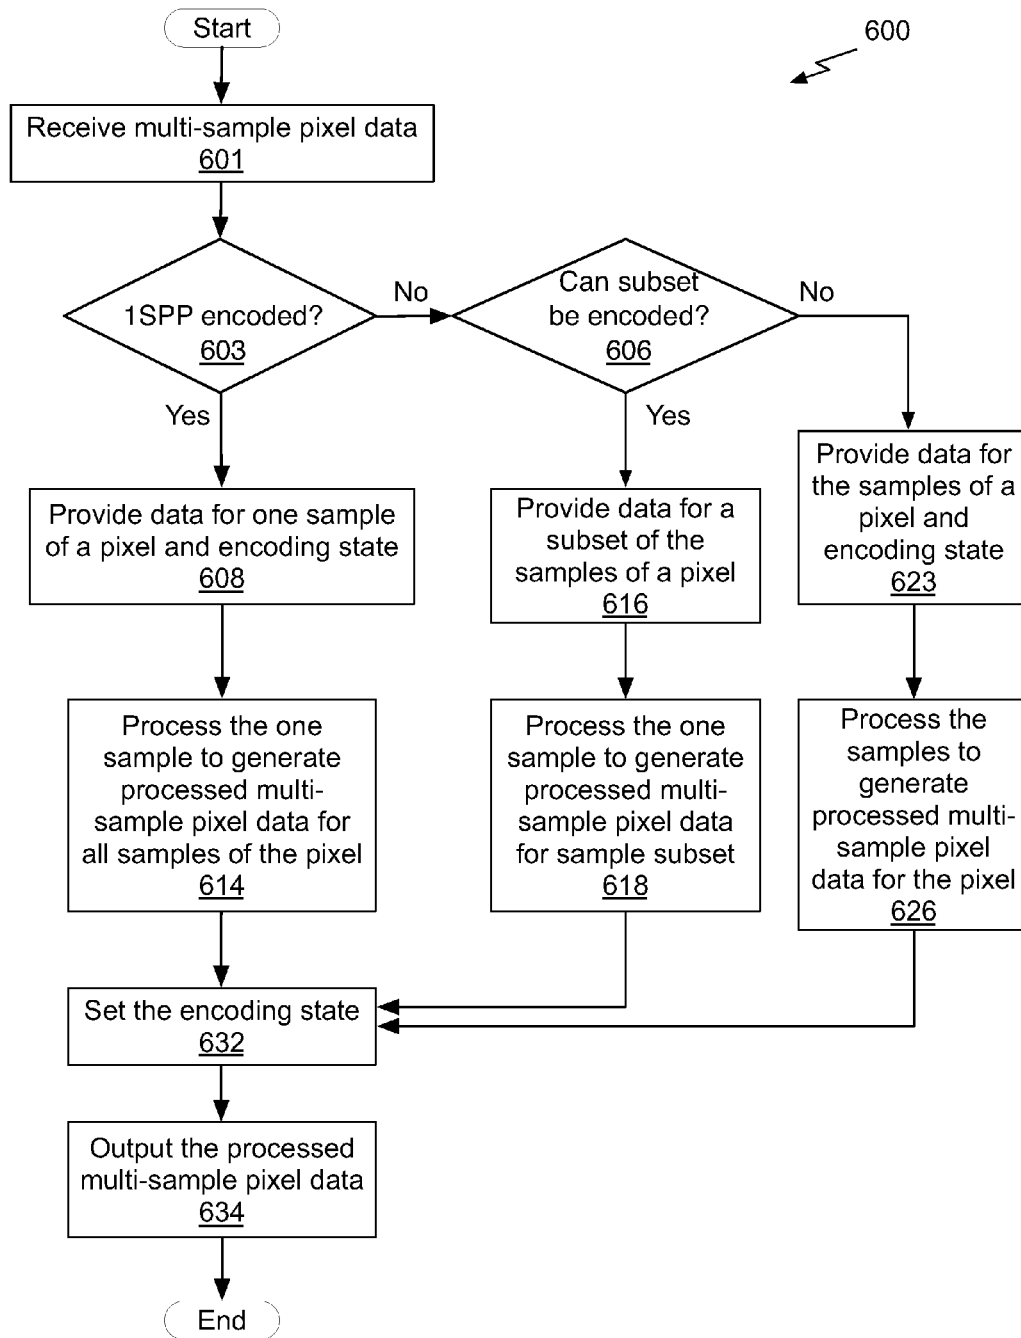 Start
600
Receive multi-sample pixel data
601
1SPP encoded?
603
No
Can subset
be encoded?
606
No
Yes
Yes
Provide data for one sample
of a pixel and encoding state
608
Provide data for a
subset of the
samples of a pixel
616
Provide data for
the samples of a
pixel and
encoding state
623
Process the one
sample to generate
processed multi-
sample pixel data for
all samples of the pixel
614
Process the one
sample to generate
processed multi-
sample pixel data
for sample subset
618
Process the
samples to
generate
processed multi-
sample pixel
data for the pixel
626
Set the encoding state
632
Output the processed
multi-sample pixel data
634
End